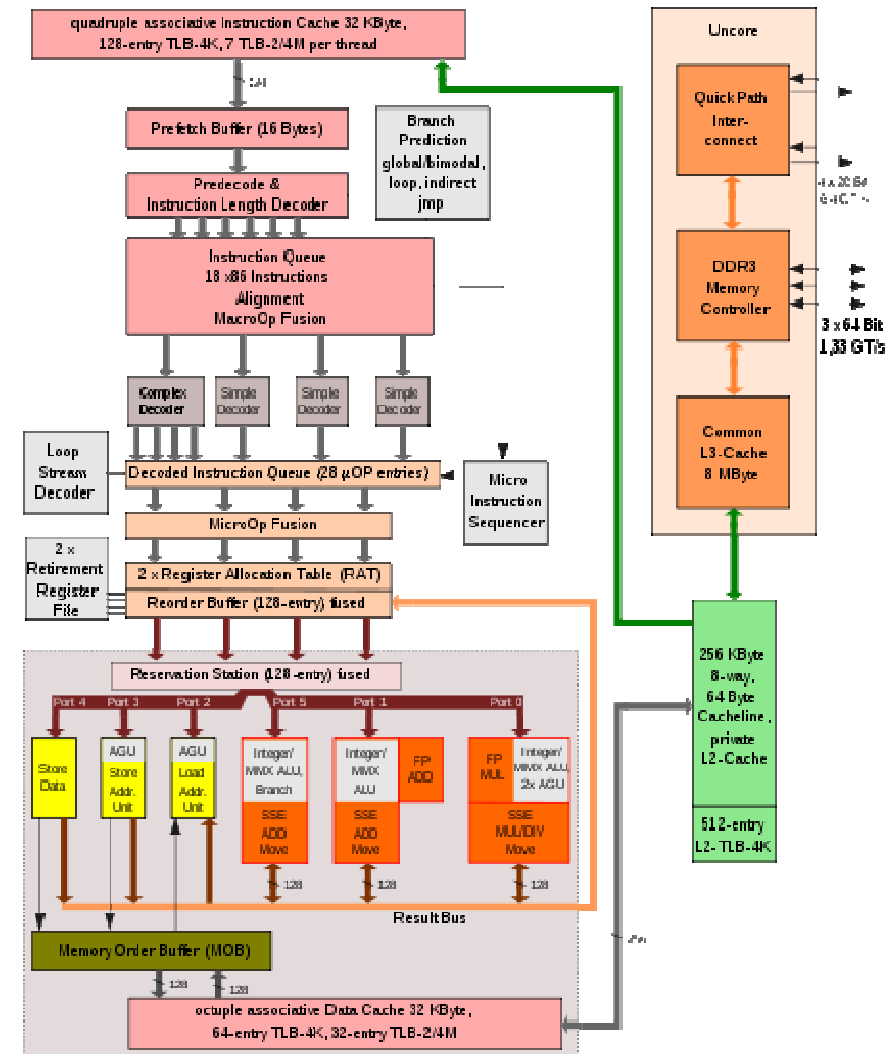 quadruple associative Instruction Cache 32 KByte,
128-entry TLB-4K, 7 TLB-2/4M per thread
Prefetch Buffer (16 Bytes)
Predecode &
Instruction Length Decoder
Branch
Prediction
global/bimodal,
loop, indirect
jmp
Instruction Queue
18 x86 Instructions
Alignment
MacroOp Fusion
Complex
Decoder
Simple
Decoder
Simple
Decoder
Simple
Decoder
Loop
Stream
Decoder
Decoded Instruction Queue (28 µOP entries)
Micro
Instruction
Sequencer
MicroOp Fusion
2 x
Retirement
Register
File
2 x Register Allocation Table (RAT)
Reorder Buffer (128-entry) fused
Reservation Station (128-entry) fused
Port 4
Port 3
Port 2
Port 5
Port 1
Port 0
Store
Data
AGU
Store
Addr.
Unit
AGU
Load
Addr.
Unit
Integer/
MMX ALU,
Branch
SSE
ADD
Move
Integer/
MMX
ALU
FP
ADD
SSE
ADD
Move
FP
MUL
Integer/
MMX ALU,
2x AGU
SSE
MUL/DIV
Move
128
128
128
Result Bus
Memory Order Buffer (MOB)
128
128
octuple associative Data Cache 32 KByte,
64-entry TLB-4K, 32-entry TLB-2/4M
Uncore
Quick Path
Inter-
connect
DDR3
Memory
Controller
3 x 64 Bit
1,33 GT/s
Common
L3-Cache
8 MByte
256 KByte
8-way,
64 Byte
Cacheline,
private
L2-Cache
512-entry
L2-TLB-4K